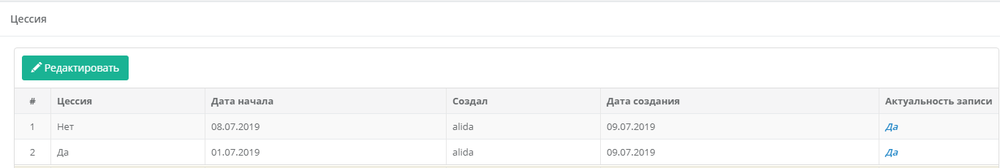 Цессия
Редактировать
# Цессия Дата начала Создал Дата создания Актуальность записи
1 Нет 08.07.2019 alida 09.07.2019 Да
2 Да 01.07.2019 alida 09.07.2019 Да